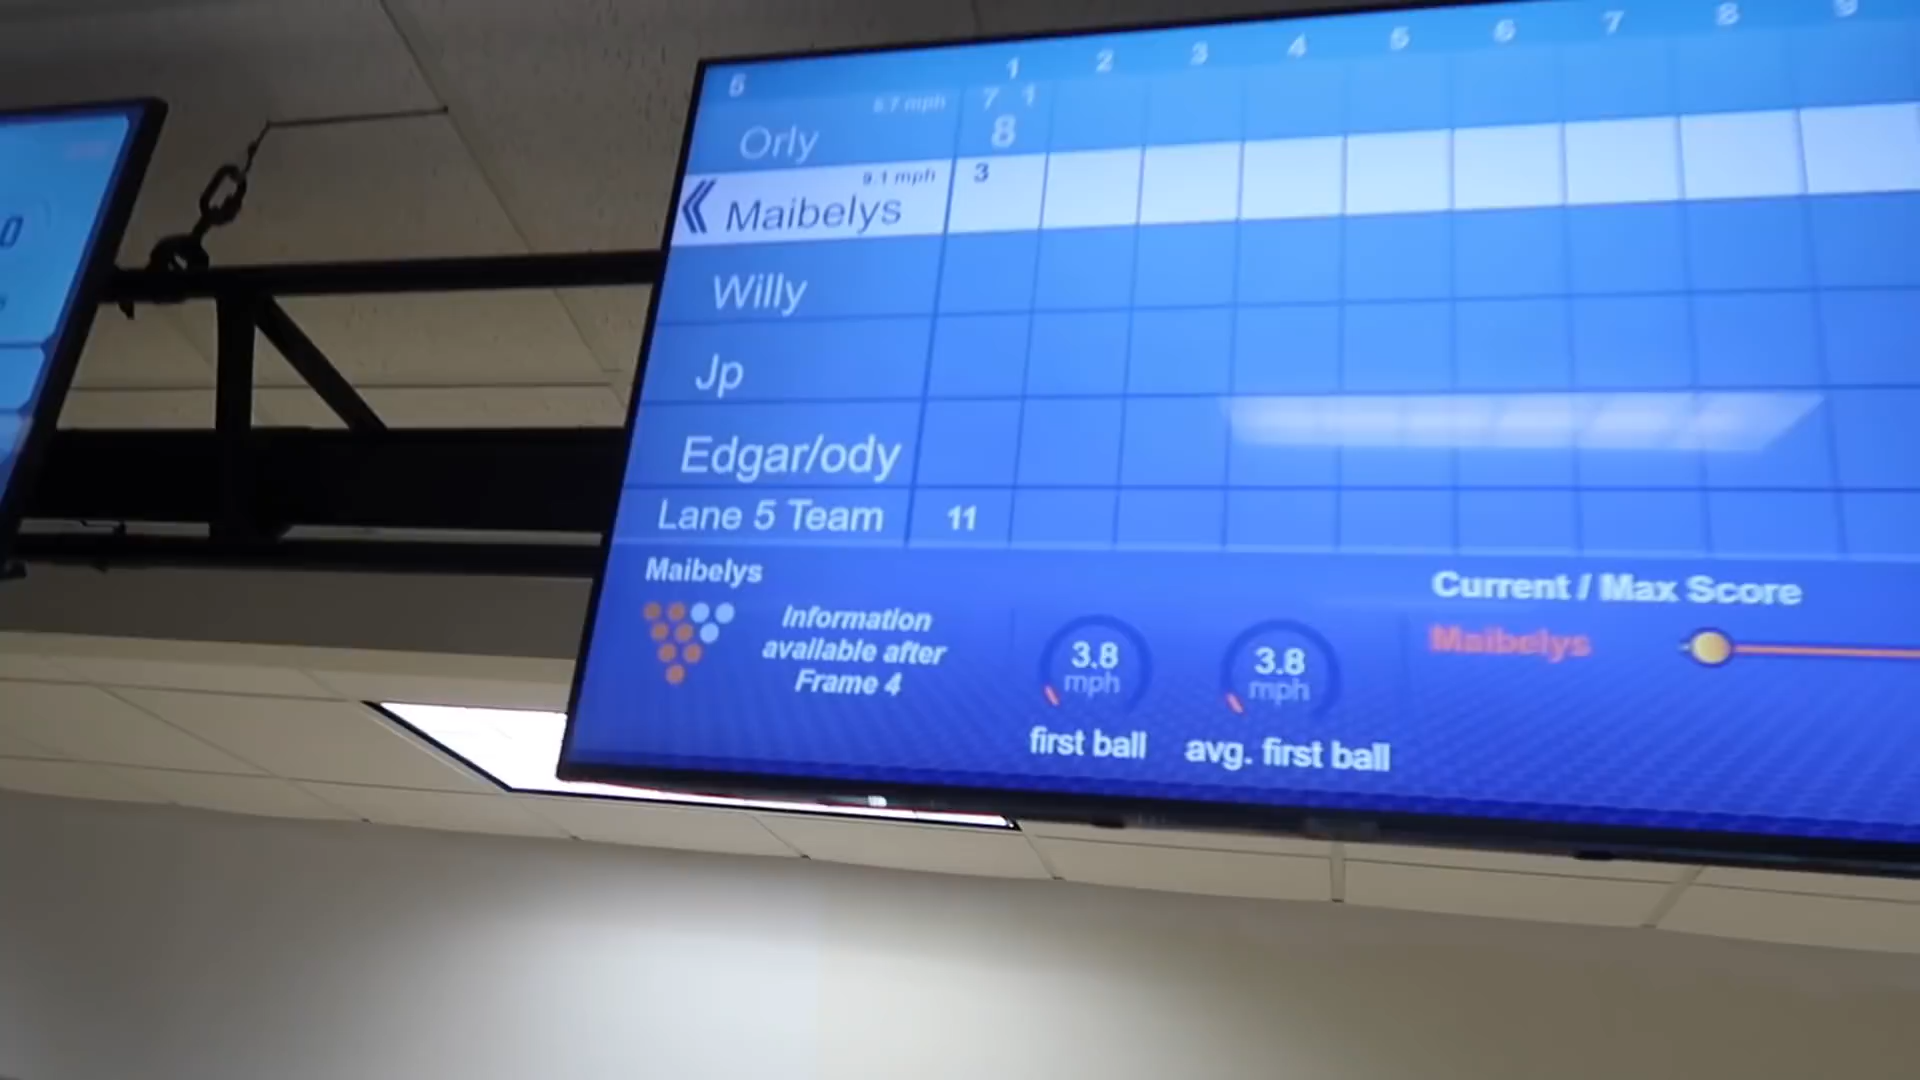 5 1 2 3 4 5 6 7 8 9
6.7 mph 7 1
Orly 8
9.1 mph 3
Maibelys
Willy
Jp
Edgar/ody
Lane 5 Team 11
Maibelys
Information
available after
Frame 4
3.8
mph
first ball
3.8
mph
avg. first ball
Current / Max Score
Maibelys
0